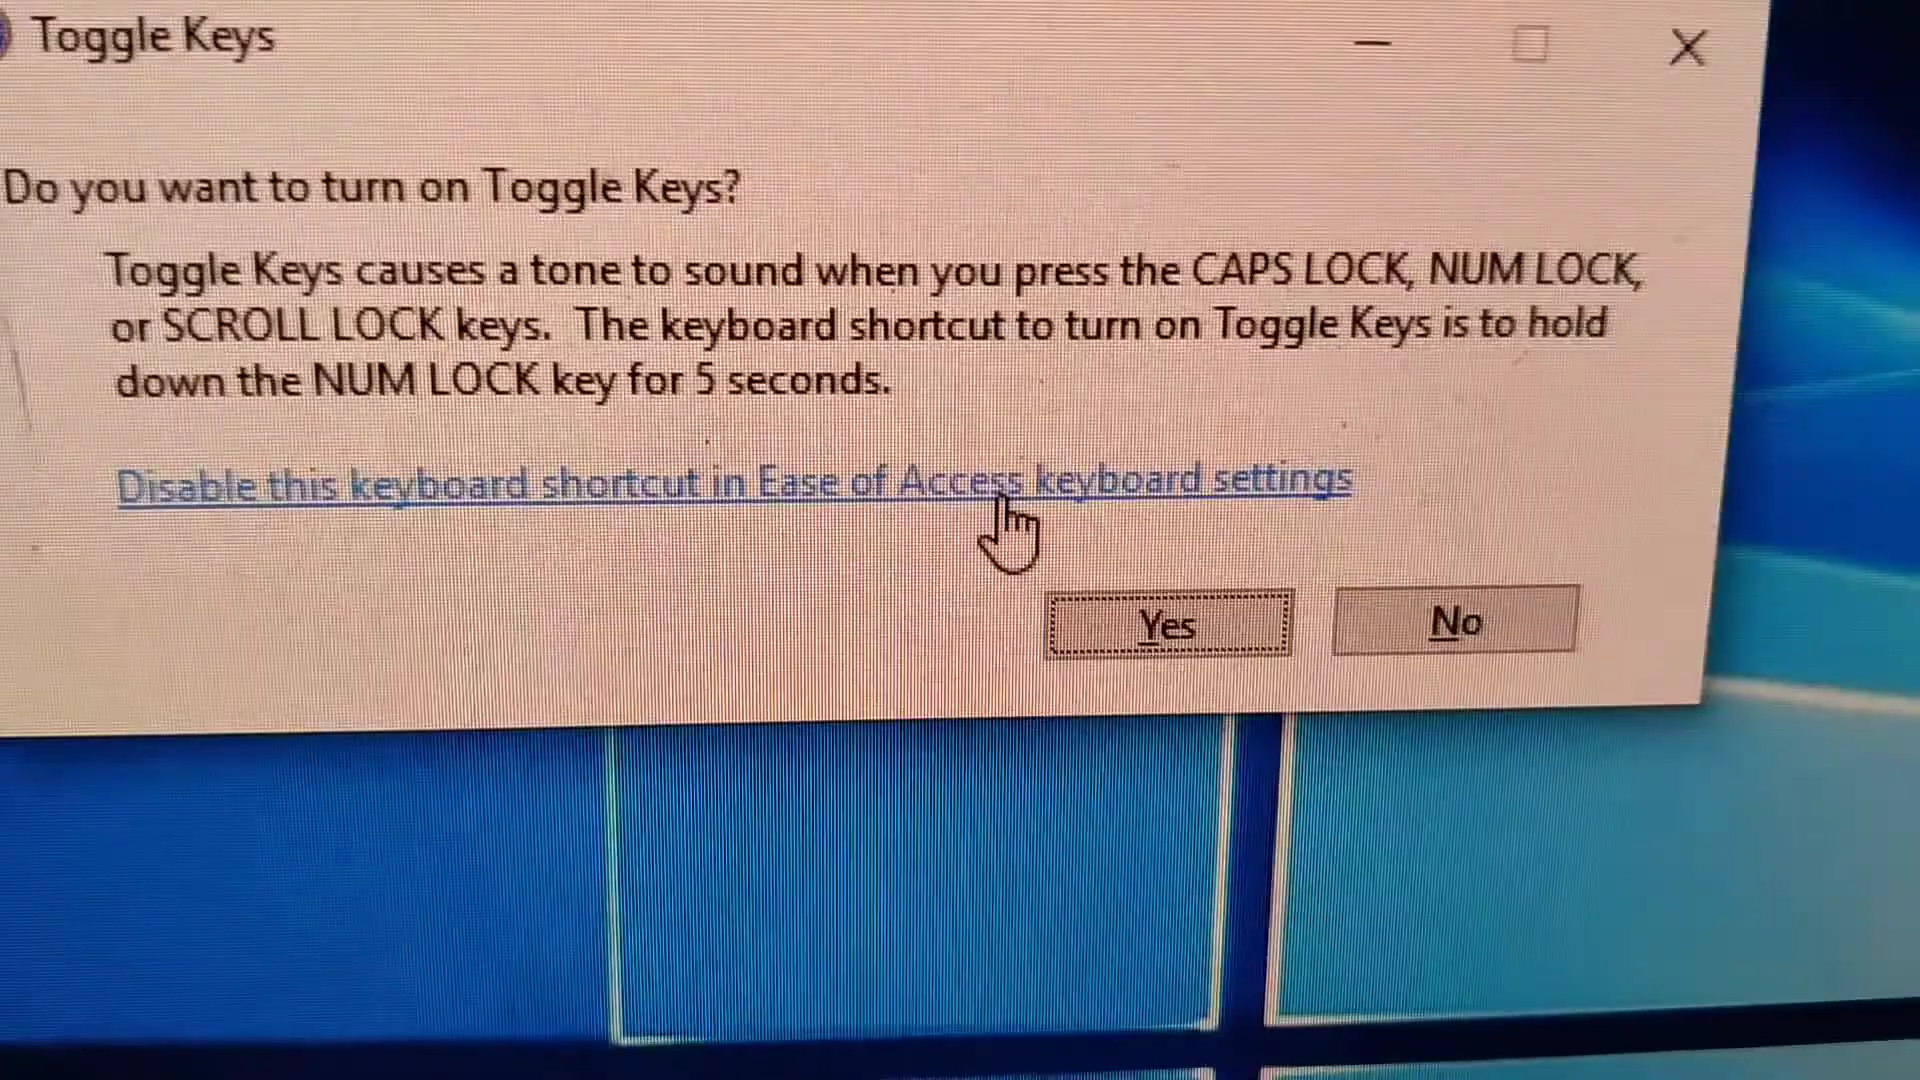 Toggle Keys
Do you want to turn on Toggle Keys?
Toggle Keys causes a tone to sound when you press the CAPS LOCK, NUM LOCK,
or SCROLL LOCK keys.  The keyboard shortcut to turn on Toggle Keys is to hold
down the NUM LOCK key for 5 seconds.
Disable this keyboard shortcut in Ease of Access keyboard settings
Yes
No